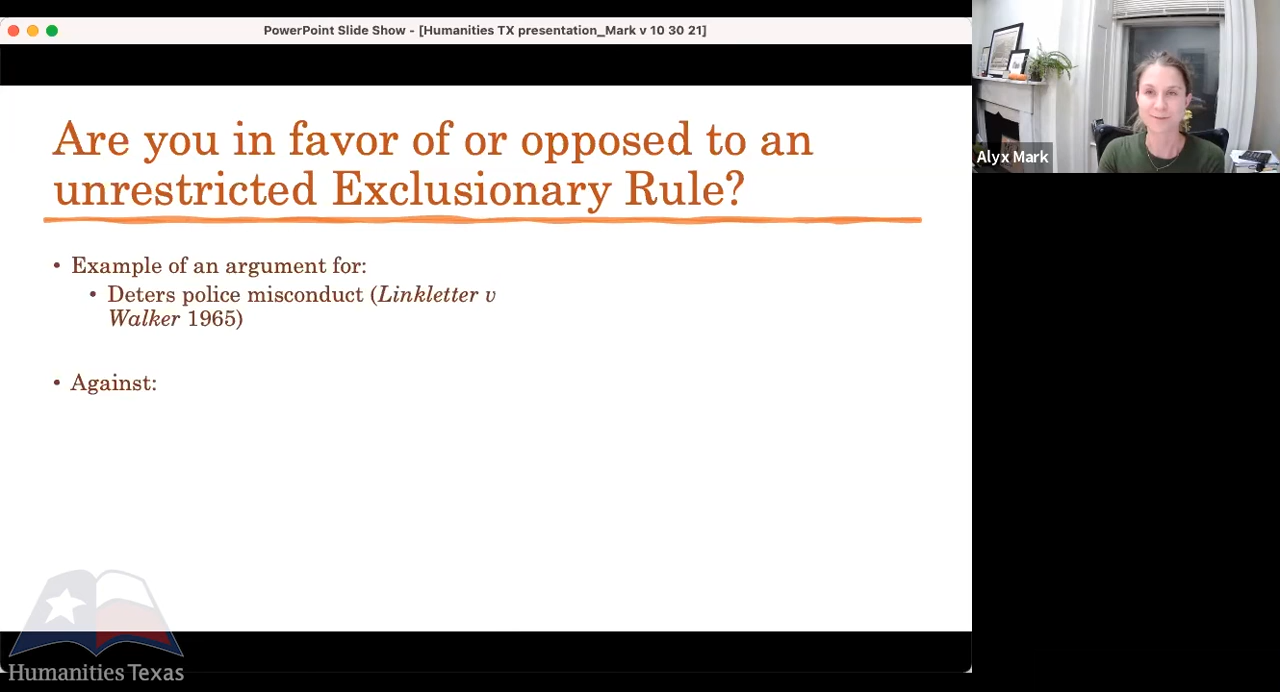 PowerPoint Slide Show - [Humanities TX presentation_Mark v 10 30 21]
Are you in favor of or opposed to an
unrestricted Exclusionary Rule?
• Example of an argument for:
• Deters police misconduct (Linkletter v
Walker 1965)
• Against:
Humanities Texas
Alyx Mark